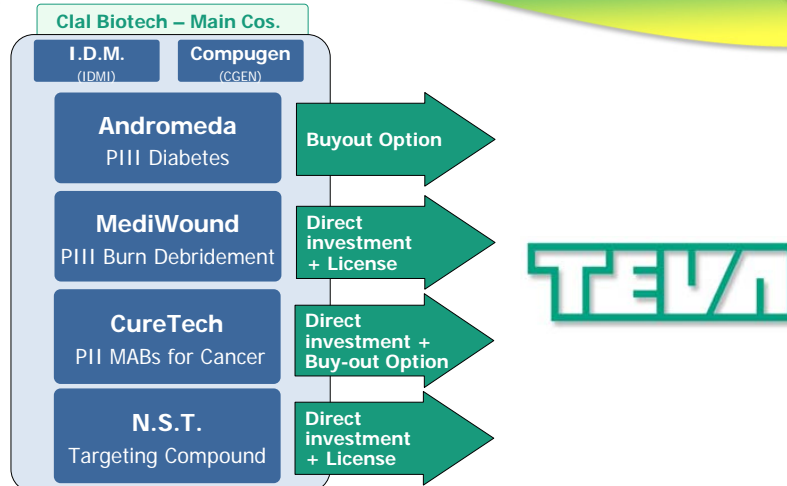 Clal Biotech – Main Cos.
I.D.M.
(IDMI)
Compugen
(CGEN)
Andromeda
PIII Diabetes
Buyout Option
MediWound
PIII Burn Debridement
Direct
investment
+ License
CureTech
PII MABs for Cancer
Direct
investment +
Buy-out Option
N.S.T.
Targeting Compound
Direct
investment
+ License
TEVA